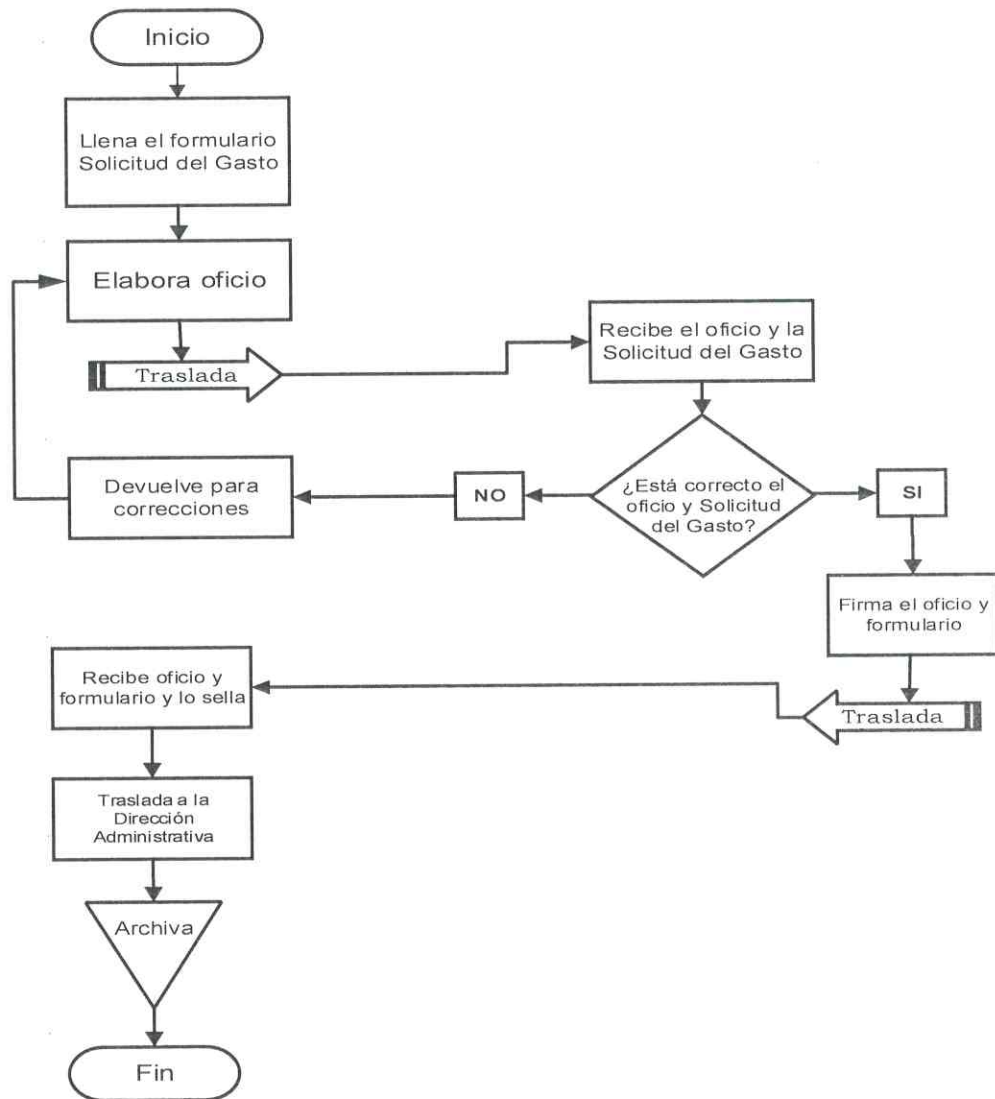 Inicio
Llena el formulario
Solicitud del Gasto
Elabora oficio
Traslada
Recibe el oficio y la
Solicitud del Gasto
¿Está correcto el
oficio y Solicitud
del Gasto?
NO
Devuelve para
correcciones
SI
Firma el oficio y
formulario
Traslada
Recibe oficio y
formulario y lo sella
Traslada a la
Dirección
Administrativa
Archiva
Fin